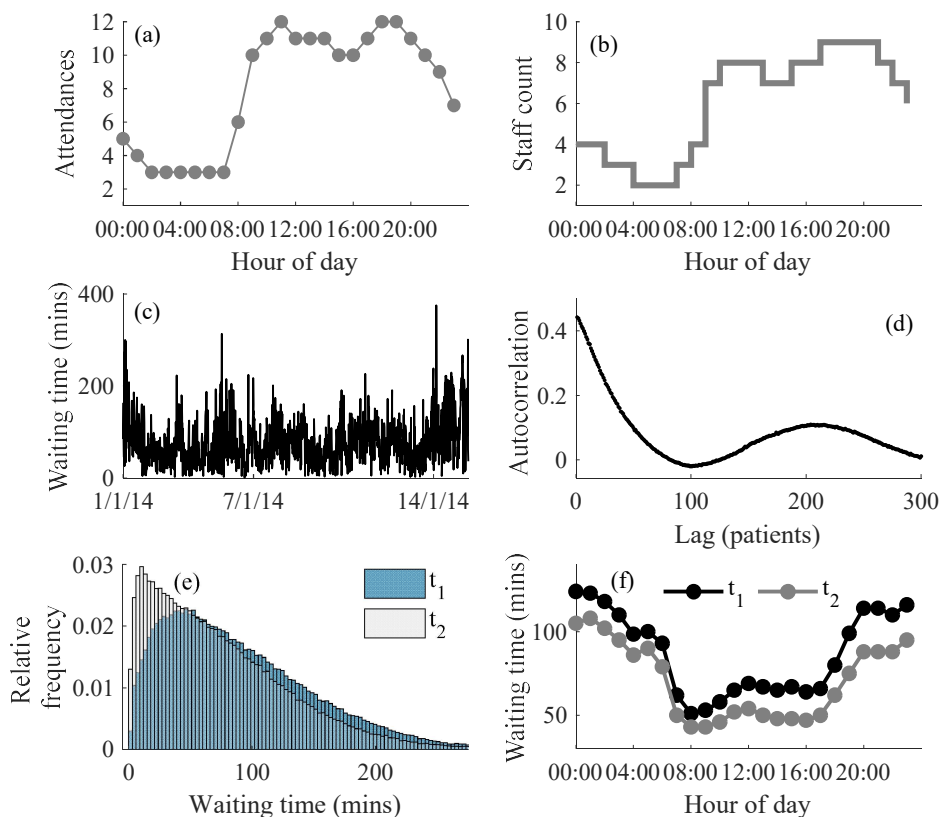 12
10
8
6
4
2
(a)
Attendances
00:00 04:00 08:00 12:00 16:00 20:00
Hour of day
10
8
6
4
2
(b)
Staff count
00:00 04:00 08:00 12:00 16:00 20:00
Hour of day
400
200
0
(c)
Waiting time (mins)
1/1/14 7/1/14 14/1/14
0.4
0.2
0
(d)
Autocorrelation
0 100 200 300
Lag (patients)
0.03
0.02
0.01
0
(e)
t1
t2
Relative
frequency
0 100 200
Waiting time (mins)
100
50
(f)
t1 t2
Waiting time (mins)
00:00 04:00 08:00 12:00 16:00 20:00
Hour of day